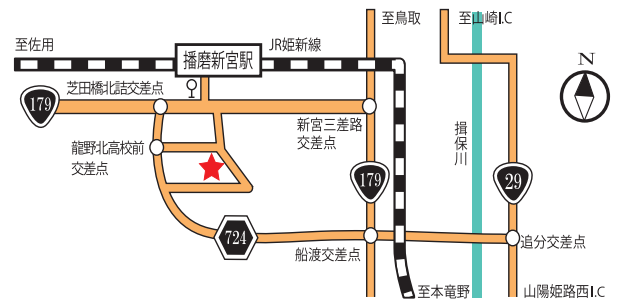 至鳥取
至山崎I.C
至佐用
JR姫新線
播磨新宮駅
芝田橋北詰交差点
N
179
新宮三差路
交差点
龍野北高校前
交差点
揖保川
179
29
724
船渡交差点
追分交差点
至本竜野
山陽姫路西I.C